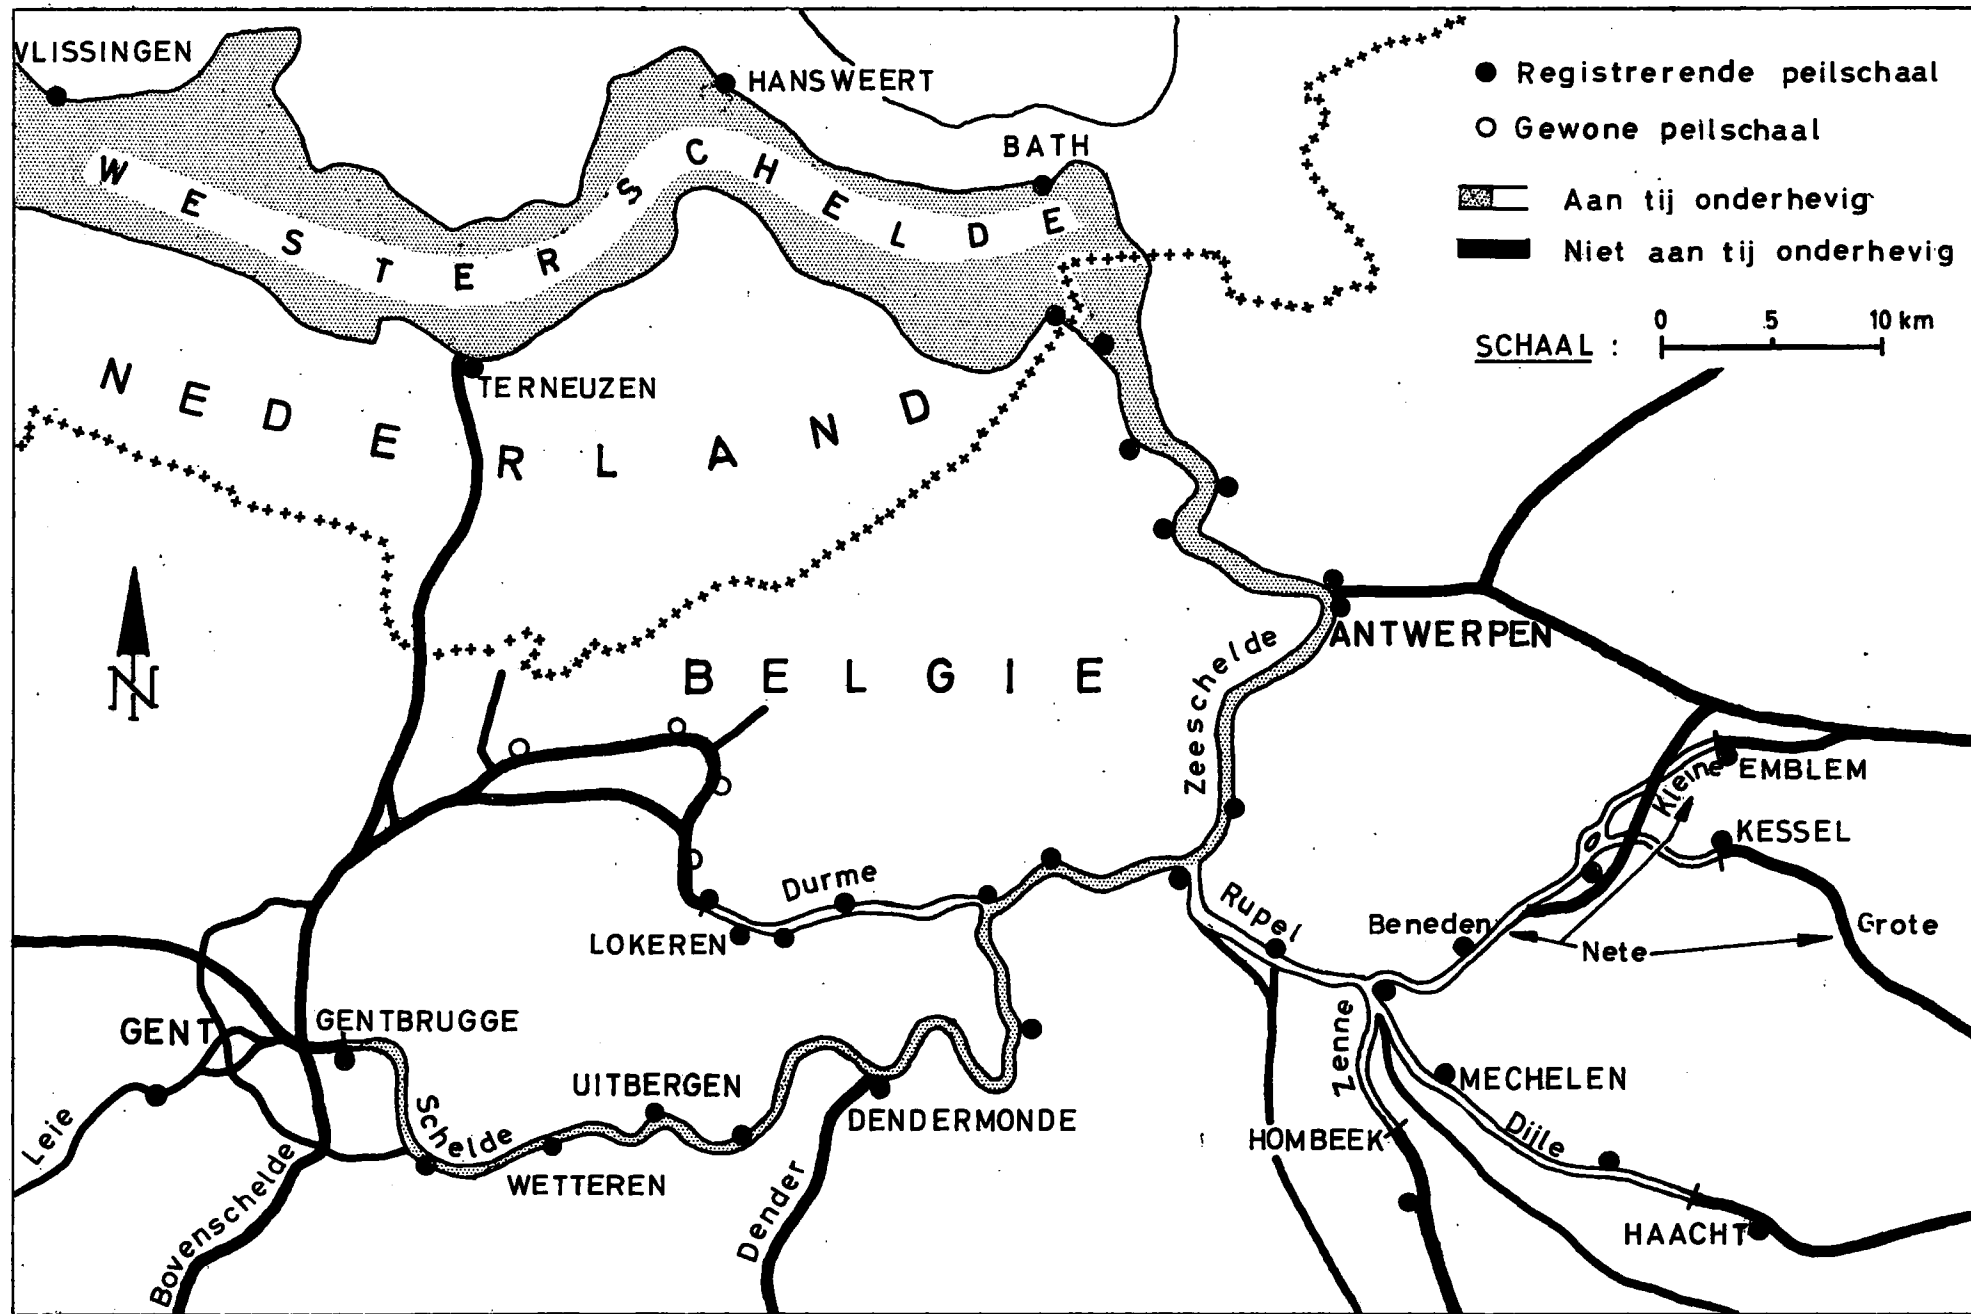 VLISSINGEN
HANSWEERT
BATH
WESTERSCHELDE
Registrerende peilschaal
Gewone peilschaal
Aan tij onderhevig
Niet aan tij onderhevig
0 5 10 km
SCHAAL :
TERNEUZEN
NEDERLAND
ANTWERPEN
Zeeschelde
BELGIE
N
EMBLEM
Kleine
KESSEL
Durme
Rupel
Beneden
Nete
Grote
LOKEREN
GENT
GENTBRUGGE
Zenne
UITBERGEN
MECHELEN
DENDERMONDE
Schelde
Leie
HOMBEEK
Dijle
WETTEREN
Bovenschelde
Dender
HAACHT